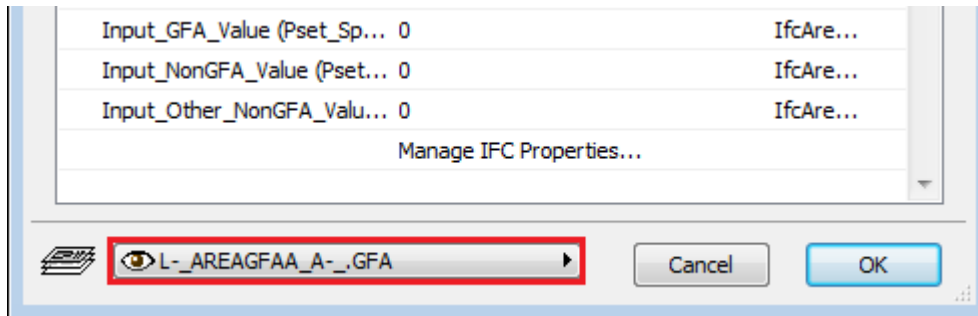 Input_GFA_Value (Pset_Sp... 0 IfcAre...
Input_NonGFA_Value (Pset... 0 IfcAre...
Input_Other_NonGFA_Valu... 0 IfcAre...
Manage IFC Properties...
L-_AREAGFAA_A-_.GFA Cancel OK